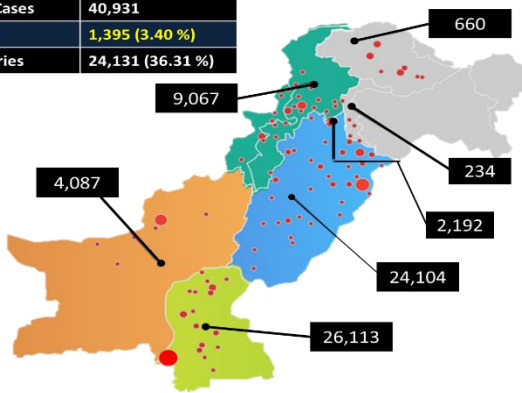 Cases 40,931
1,395 (3.40 %)
ries 24,131 (36.31 %)
660
9,067
234
4,087
2,192
24,104
26,113